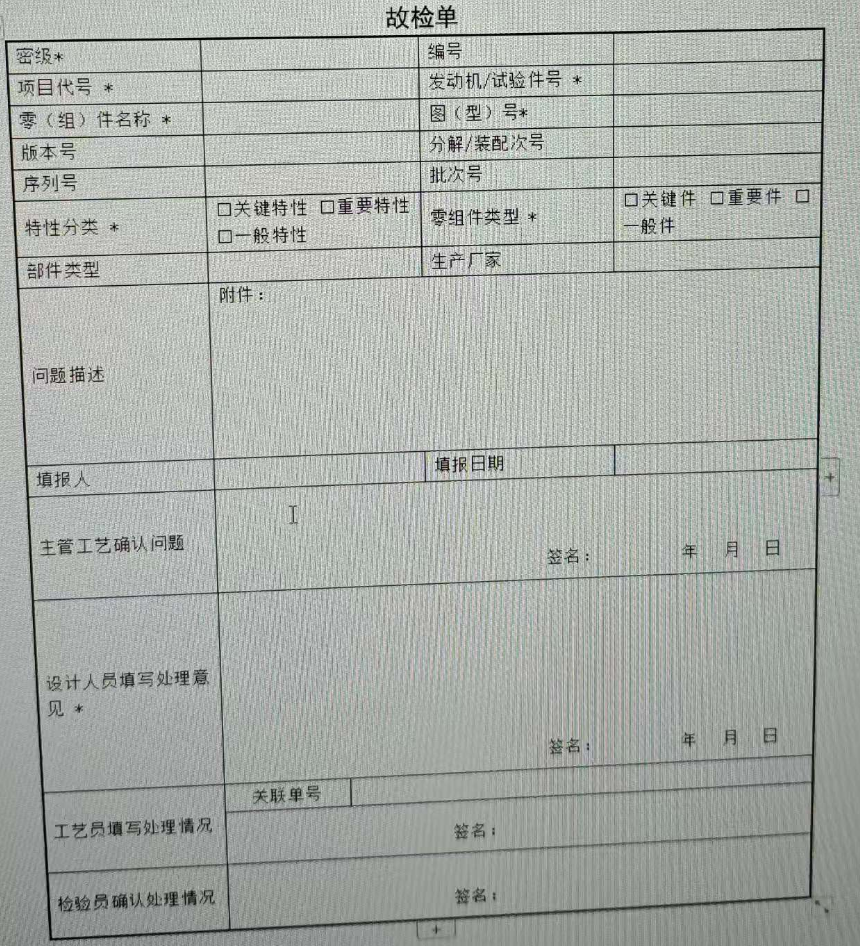 故检单
密级* 编号
项目代号 * 发动机/试验件号 *
零（组）件名称 * 图（型）号*
版本号 分解/装配次号
序列号 批次号
特性分类 * □关键特性 □重要特性 □一般特性 零组件类型 * □关键件 □重要件 □一般件
部件类型 生产厂家
问题描述 附件：
填报人 填报日期
主管工艺确认问题
签名： 年 月 日
设计人员填写处理意
见 *
签名： 年 月 日
关联单号
工艺员填写处理情况 签名：
检验员确认处理情况 签名：